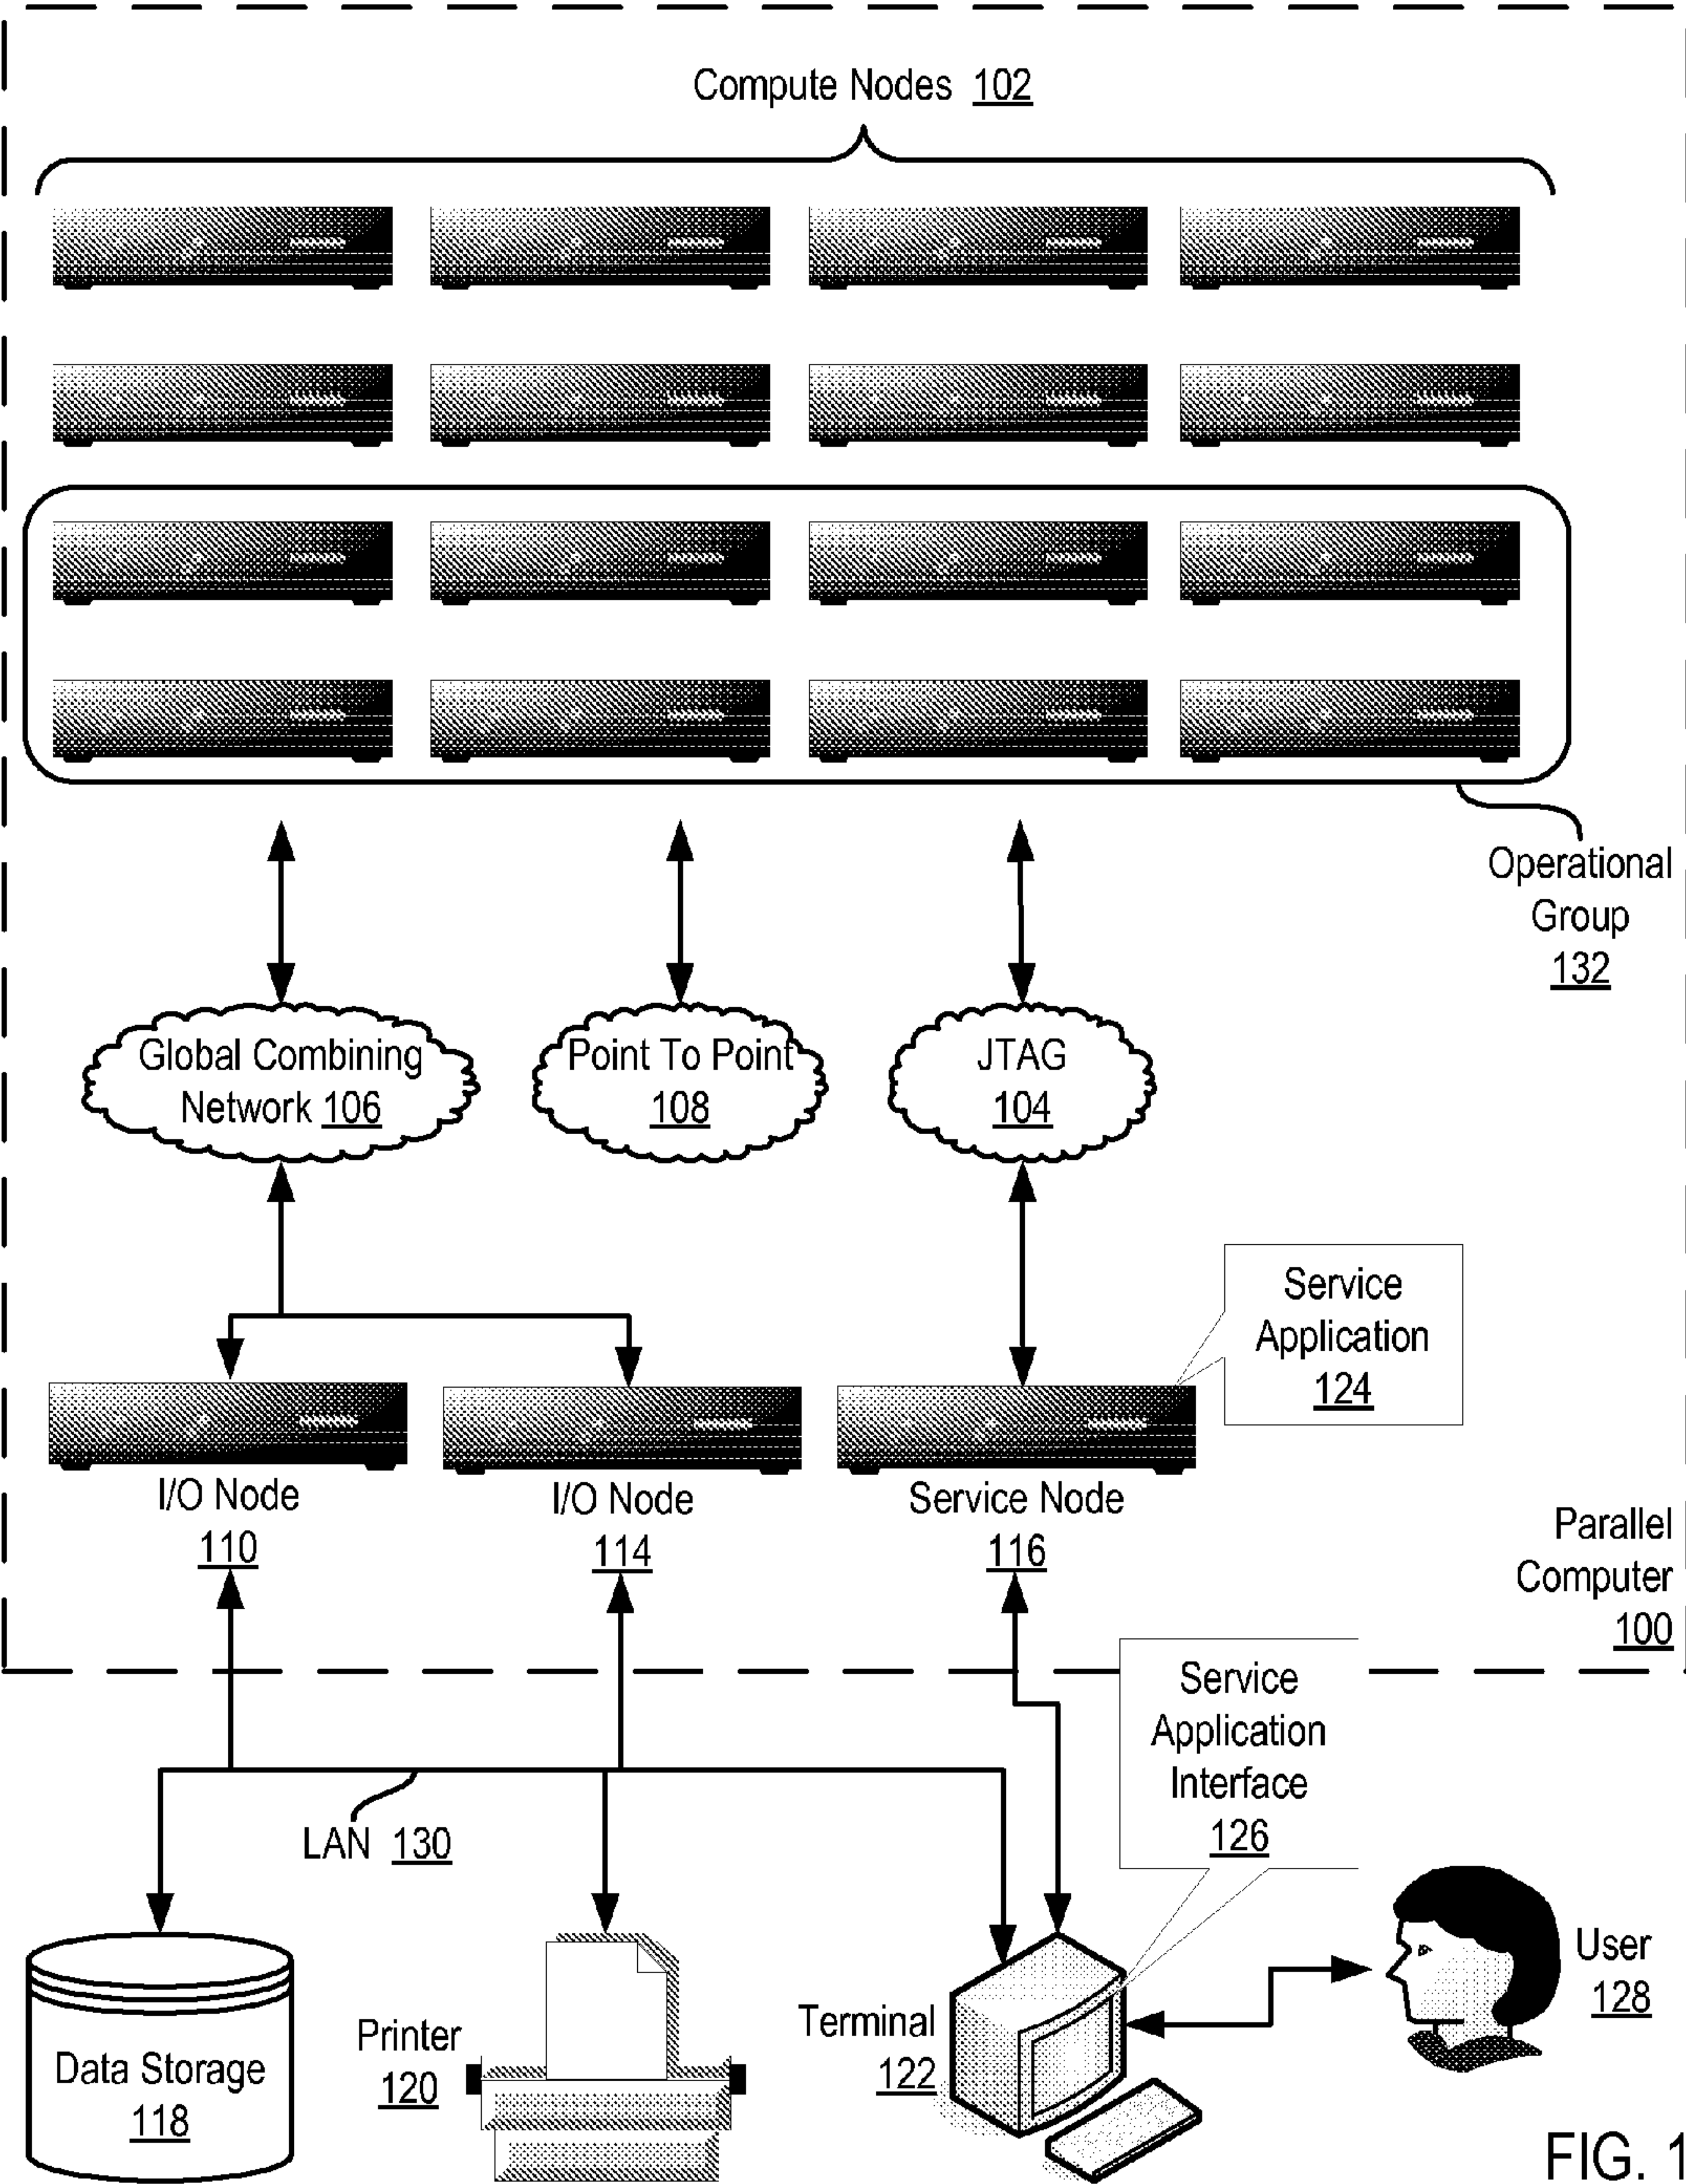 Compute Nodes 102
Operational
Group
132
Global Combining
Network 106
Point To Point
108
JTAG
104
Service
Application
124
I/O Node
110
I/O Node
114
Service Node
116
Parallel
Computer
100
Service
Application
Interface
126
LAN 130
Data Storage
118
Printer
120
Terminal
122
User
128
FIG. 1